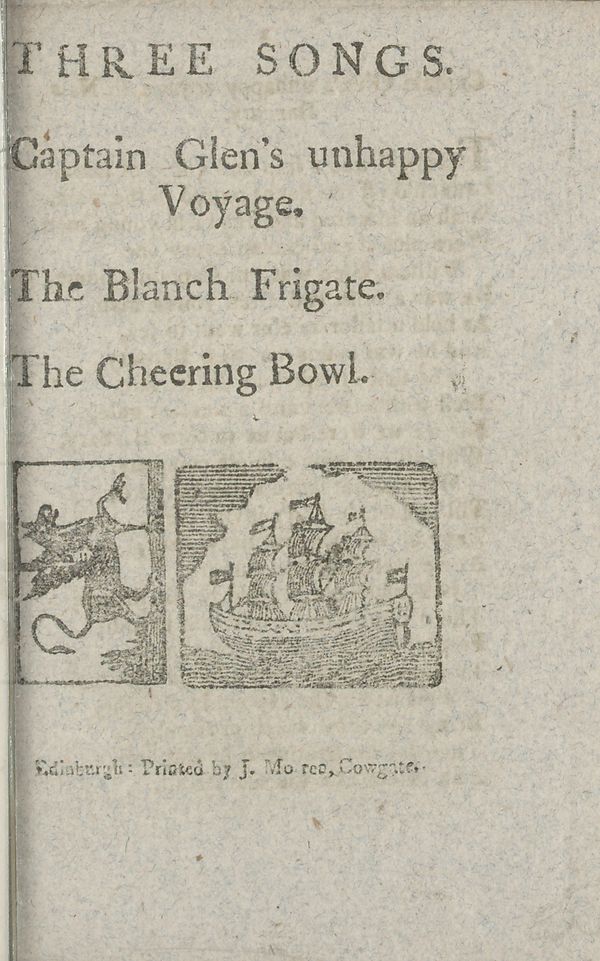 THREE SONGS.
Captain Glen's unhappy
Voyage.
The Blanch Frigate.
The Cheering Bowl.
Edinburgh: Printed by J. Mo ren, Cowgate.